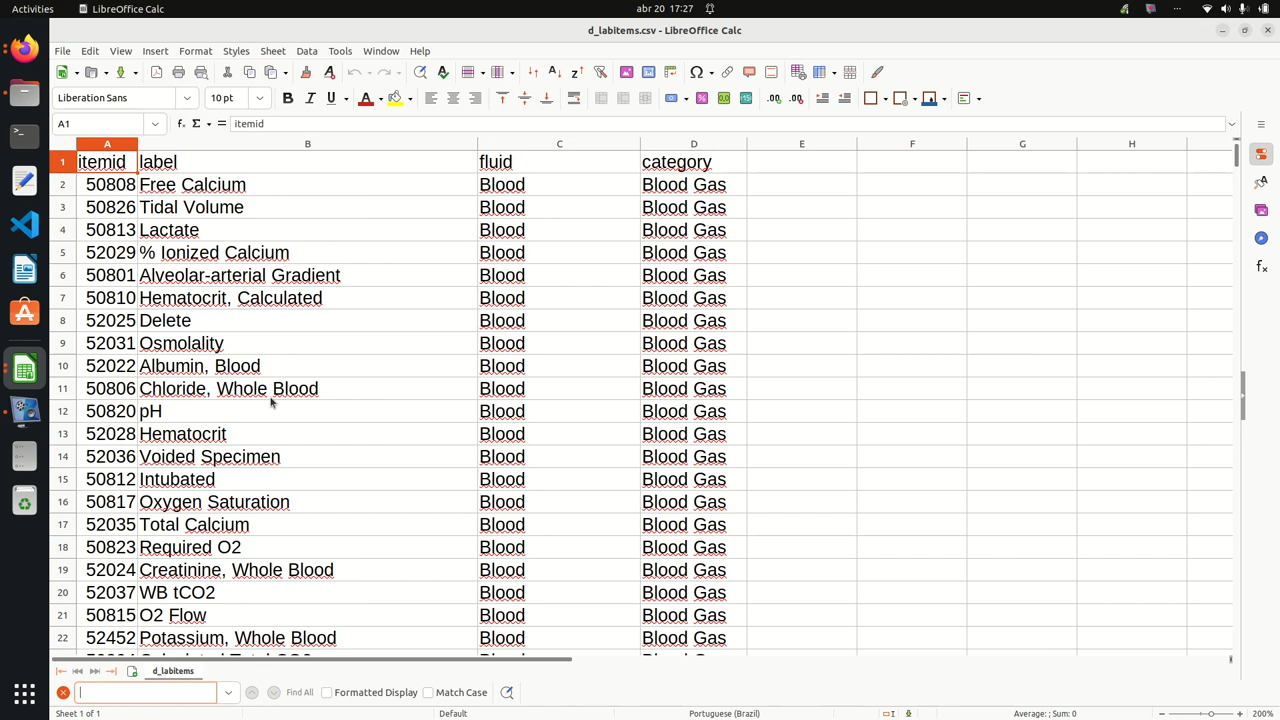 Activities
LibreOffice Calc
abr 20 17:27
d_labitems.csv - LibreOffice Calc
File Edit View Insert Format Styles Sheet Data Tools Window Help
Liberation Sans
10 pt
A1
itemid
A B C D E F G H
1 itemid label fluid category
2 50808 Free Calcium Blood Blood Gas
3 50826 Tidal Volume Blood Blood Gas
4 50813 Lactate Blood Blood Gas
5 52029 % Ionized Calcium Blood Blood Gas
6 50801 Alveolar-arterial Gradient Blood Blood Gas
7 50810 Hematocrit, Calculated Blood Blood Gas
8 52025 Delete Blood Blood Gas
9 52031 Osmolality Blood Blood Gas
10 52022 Albumin, Blood Blood Blood Gas
11 50806 Chloride, Whole Blood Blood Blood Gas
12 50820 pH Blood Blood Gas
13 52028 Hematocrit Blood Blood Gas
14 52036 Voided Specimen Blood Blood Gas
15 50812 Intubated Blood Blood Gas
16 50817 Oxygen Saturation Blood Blood Gas
17 52035 Total Calcium Blood Blood Gas
18 50823 Required O2 Blood Blood Gas
19 52024 Creatinine, Whole Blood Blood Blood Gas
20 52037 WB tCO2 Blood Blood Gas
21 50815 O2 Flow Blood Blood Gas
22 52452 Potassium, Whole Blood Blood Blood Gas
d_labitems
Find All Formatted Display Match Case
Sheet 1 of 1 Default Portuguese (Brazil) Average: ; Sum: 0 200%